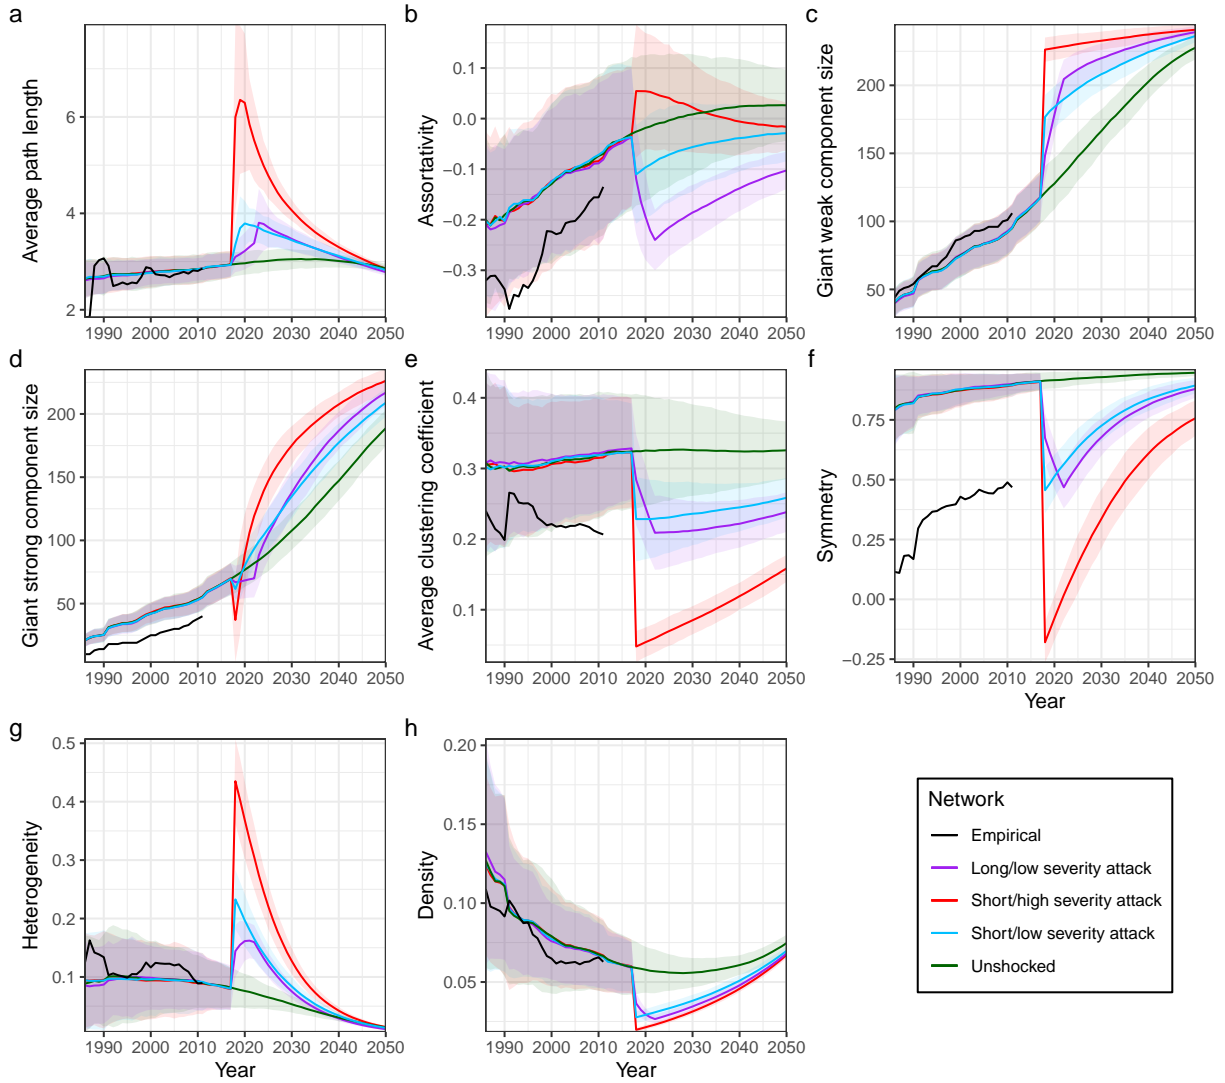 a
Average path length
6
4
2
1990 2000 2010 2020 2030 2040 2050
b
Assortativity
0.1
0.0
−0.1
−0.2
−0.3
1990 2000 2010 2020 2030 2040 2050
c
Giant weak component size
200
150
100
50
1990 2000 2010 2020 2030 2040 2050
d
Giant strong component size
200
150
100
50
1990 2000 2010 2020 2030 2040 2050
e
Average clustering coefficient
0.4
0.3
0.2
0.1
1990 2000 2010 2020 2030 2040 2050
f
Symmetry
0.75
0.50
0.25
0.00
−0.25
1990 2000 2010 2020 2030 2040 2050
Year
g
Heterogeneity
0.5
0.4
0.3
0.2
0.1
1990 2000 2010 2020 2030 2040 2050
Year
h
Density
0.20
0.15
0.10
0.05
1990 2000 2010 2020 2030 2040 2050
Year
Network
Empirical
Long/low severity attack
Short/high severity attack
Short/low severity attack
Unshocked